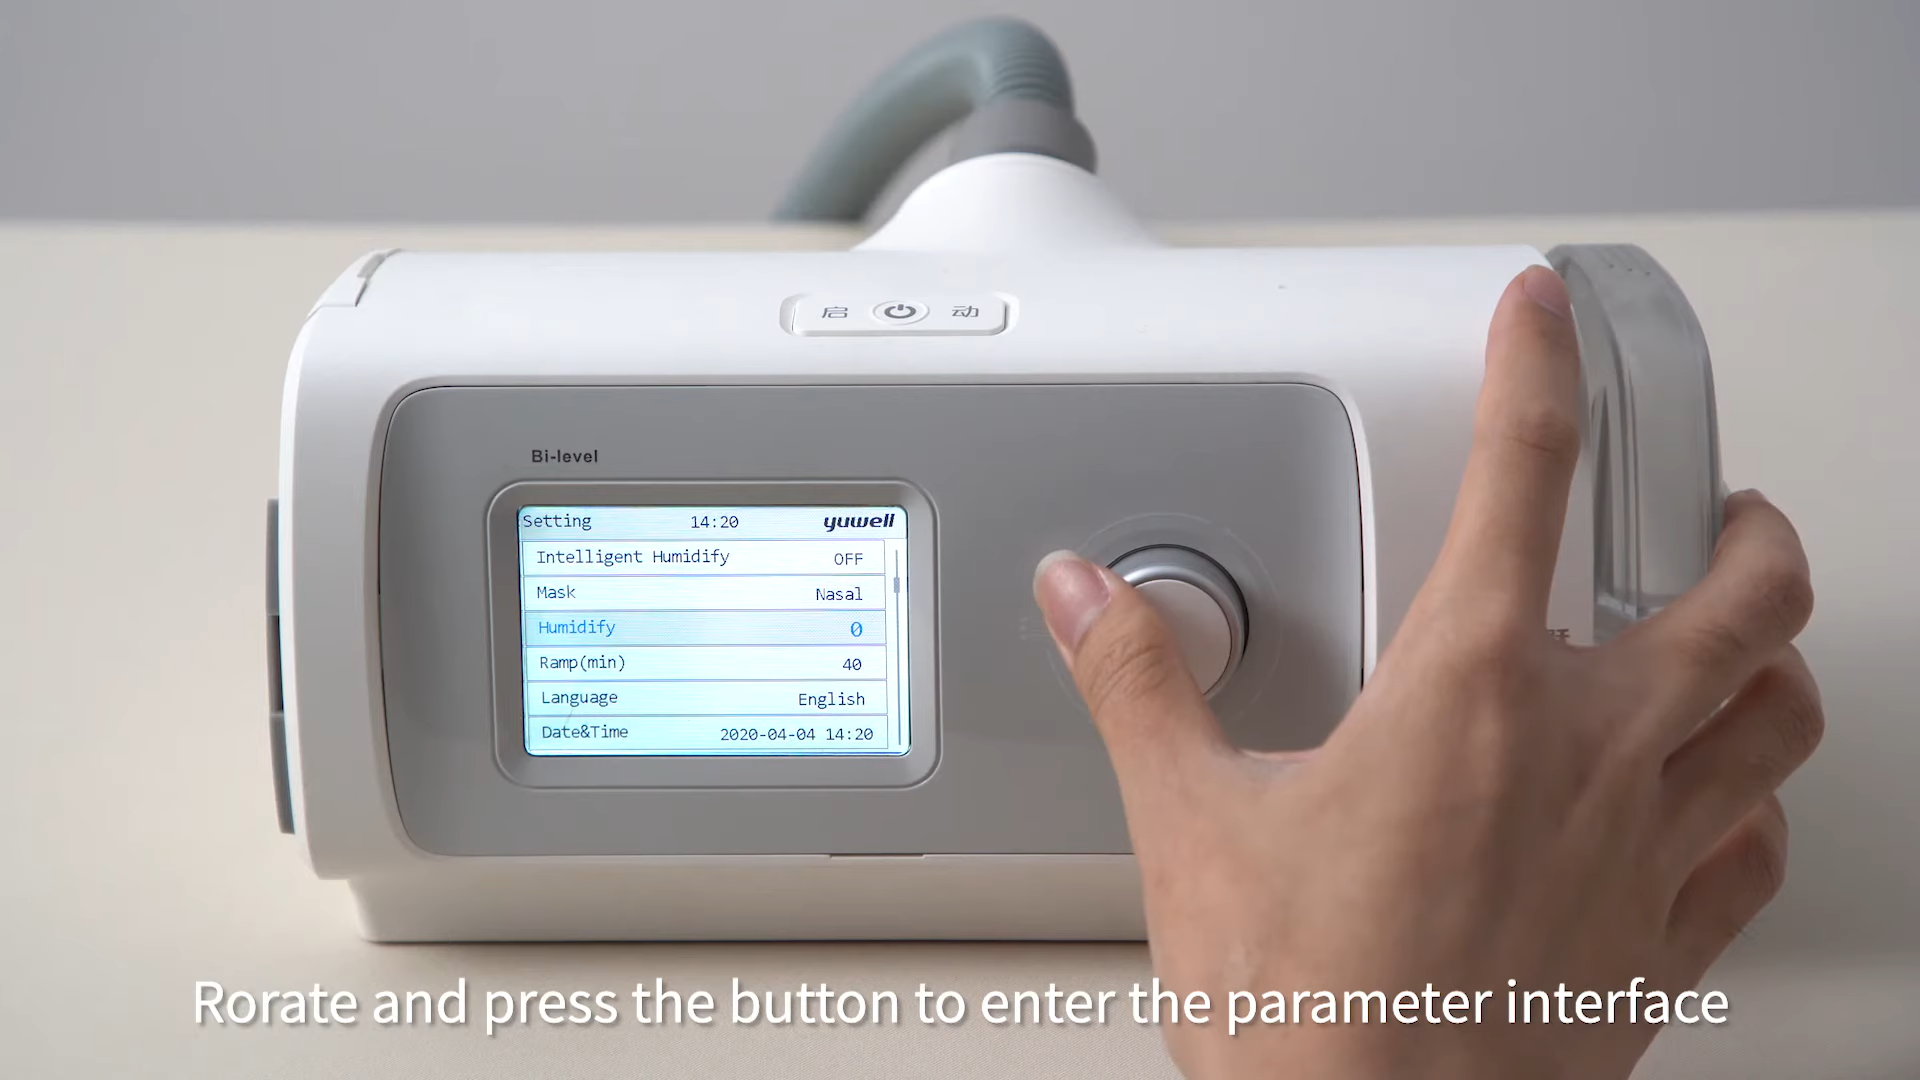 启 动
Bi-level
Setting 14:20 yuwell
Intelligent Humidify OFF
Mask Nasal
Humidify 0
Ramp(min) 40
Language English
Date&Time 2020-04-04 14:20
Rorate and press the button to enter the parameter interface